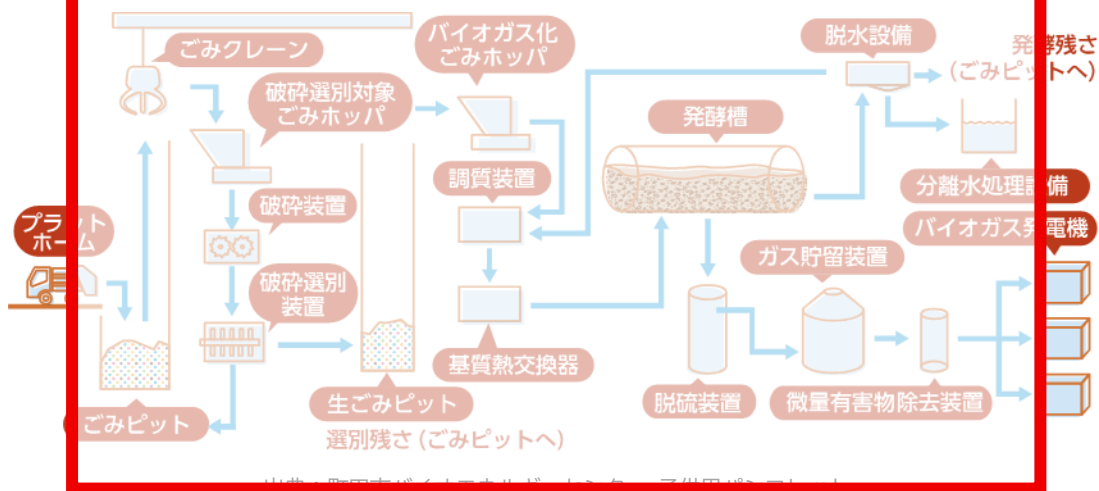 ごみクレーン
バイオガス化
ごみホッパ
脱水設備
発酵残さ
(ごみピットへ)
破砕選別対象
ごみホッパ
発酵槽
調質装置
分離水処理設備
破砕装置
プラットホーム
バイオガス発電機
ガス貯留装置
破砕選別
装置
基質熱交換器
生ごみピット
脱硫装置
微量有害物除去装置
ごみピット
選別残さ(ごみピットへ)